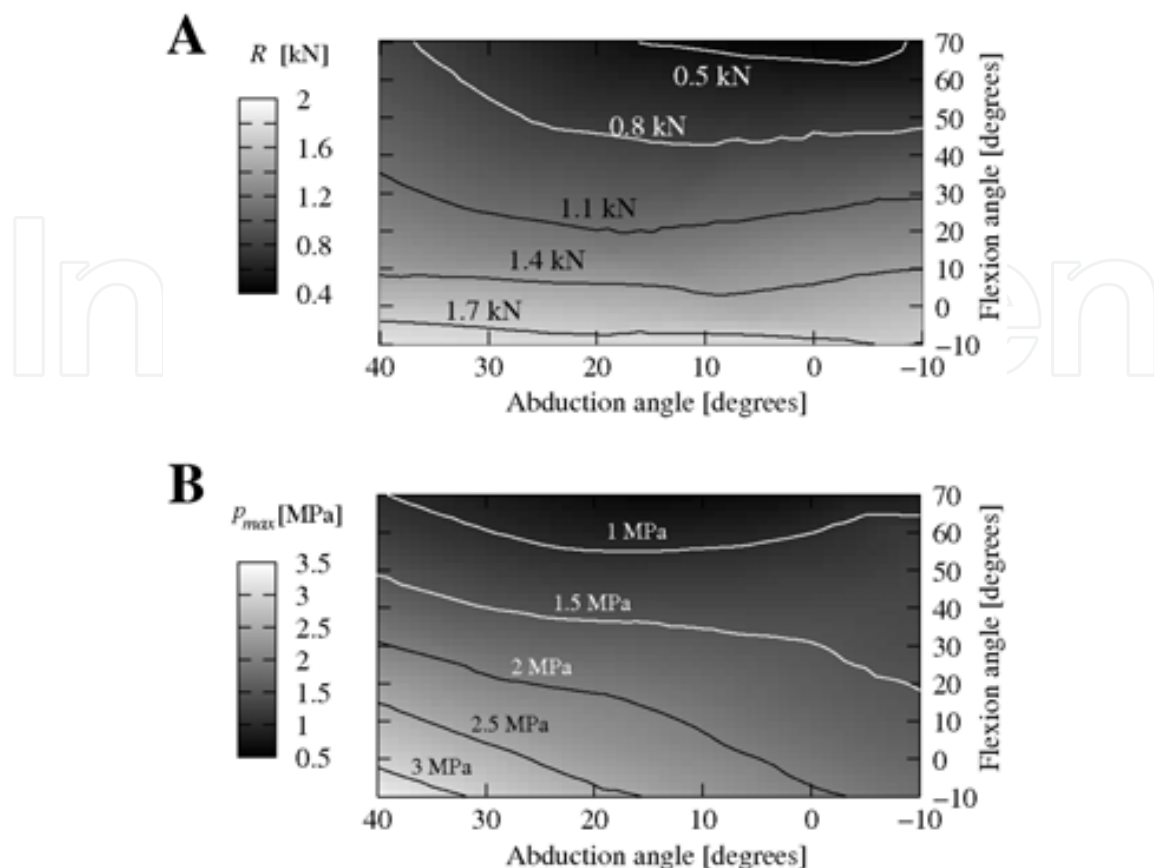 A
R [kN]
2
1.6
1.2
0.8
0.4
0.5 kN
0.8 kN
1.1 kN
1.4 kN
1.7 kN
70
60
50
40
30
20
10
0
−10
Flexion angle [degrees]
40 30 20 10 0 −10
Abduction angle [degrees]
B
pmax [MPa]
3.5
3
2.5
2
1.5
1
0.5
1 MPa
1.5 MPa
2 MPa
2.5 MPa
3 MPa
70
60
50
40
30
20
10
0
−10
Flexion angle [degrees]
40 30 20 10 0 −10
Abduction angle [degrees]
In
en